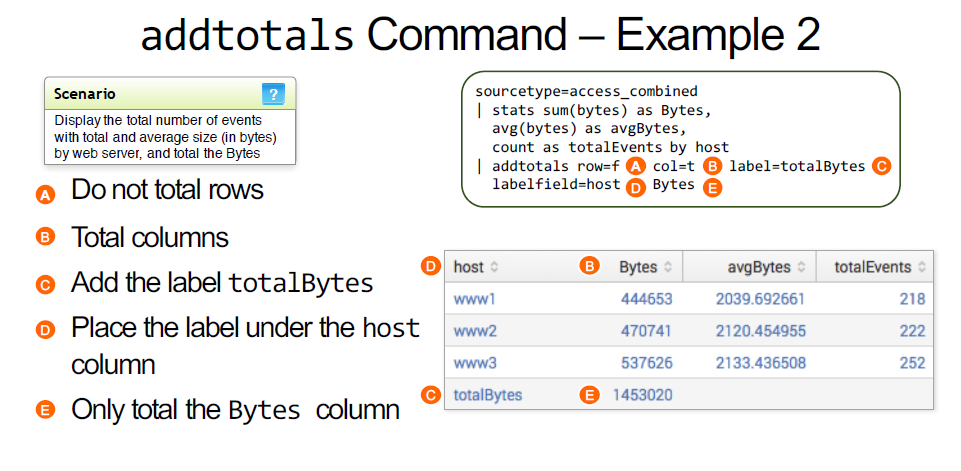 addtotals Command – Example 2
Scenario
?
Display the total number of events
with total and average size (in bytes)
by web server, and total the Bytes
sourcetype=access_combined
| stats sum(bytes) as Bytes,
avg(bytes) as avgBytes,
count as totalEvents by host
| addtotals row=f A col=t B label=totalBytes C
labelfield=host D Bytes E
A Do not total rows
B Total columns
C Add the label totalBytes
D Place the label under the host
column
E Only total the Bytes column
D host B Bytes avgBytes totalEvents
www1 444653 2039.692661 218
www2 470741 2120.454955 222
www3 537626 2133.436508 252
C totalBytes E 1453020